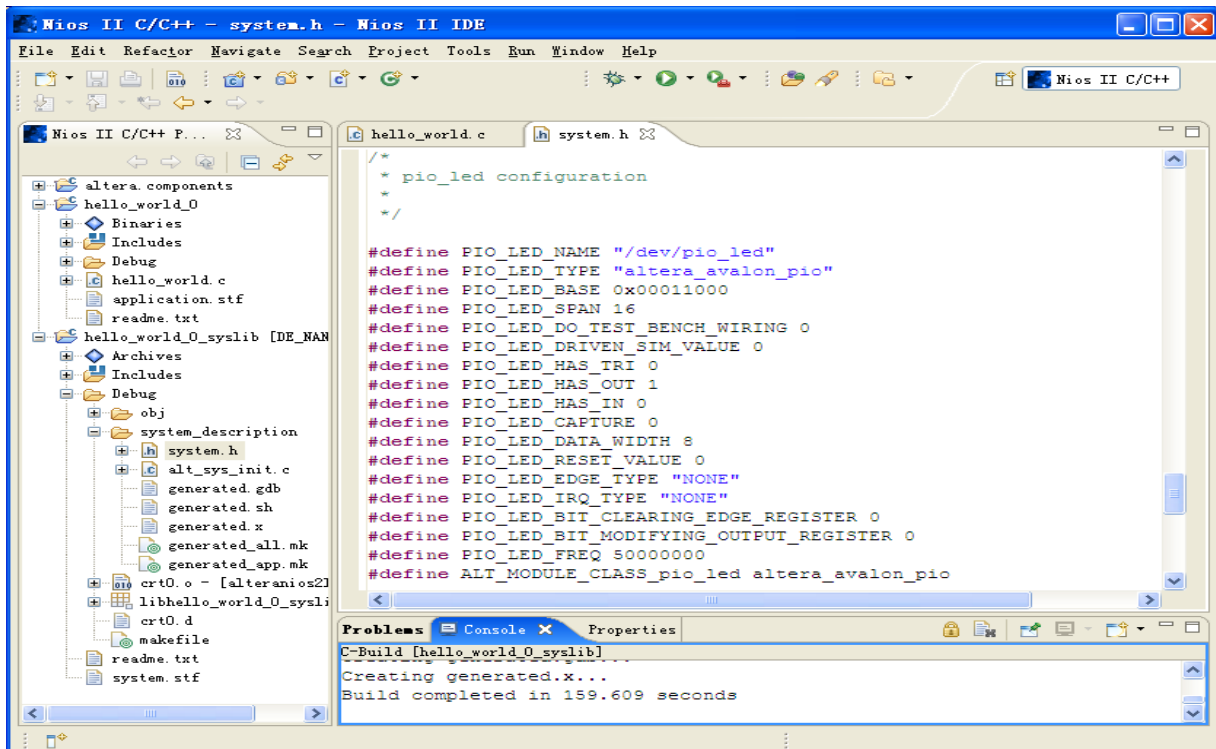 Nios II C/C++ - system.h - Nios II IDE
File Edit Refactor Navigate Search Project Tools Run Window Help
Nios II C/C++
Nios II C/C++ P...
hello_world.c
system.h
altera.components
hello_world_0
Binaries
Includes
Debug
hello_world.c
application.stf
readme.txt
hello_world_0_syslib [DE_NAN
Archives
Includes
Debug
obj
system_description
system.h
alt_sys_init.c
generated.gdb
generated.sh
generated.x
generated_all.mk
generated_app.mk
crt0.o - [alteranios2]
libhello_world_0_sysli
crt0.d
makefile
readme.txt
system.stf
/*
* pio_led configuration
*
*/
#define PIO_LED_NAME "/dev/pio_led"
#define PIO_LED_TYPE "altera_avalon_pio"
#define PIO_LED_BASE 0x00011000
#define PIO_LED_SPAN 16
#define PIO_LED_DO_TEST_BENCH_WIRING 0
#define PIO_LED_DRIVEN_SIM_VALUE 0
#define PIO_LED_HAS_TRI 0
#define PIO_LED_HAS_OUT 1
#define PIO_LED_HAS_IN 0
#define PIO_LED_CAPTURE 0
#define PIO_LED_DATA_WIDTH 8
#define PIO_LED_RESET_VALUE 0
#define PIO_LED_EDGE_TYPE "NONE"
#define PIO_LED_IRQ_TYPE "NONE"
#define PIO_LED_BIT_CLEARING_EDGE_REGISTER 0
#define PIO_LED_BIT_MODIFYING_OUTPUT_REGISTER 0
#define PIO_LED_FREQ 50000000
#define ALT_MODULE_CLASS_pio_led altera_avalon_pio
Problems Console Properties
C-Build [hello_world_0_syslib]
Creating generated.x...
Build completed in 159.609 seconds